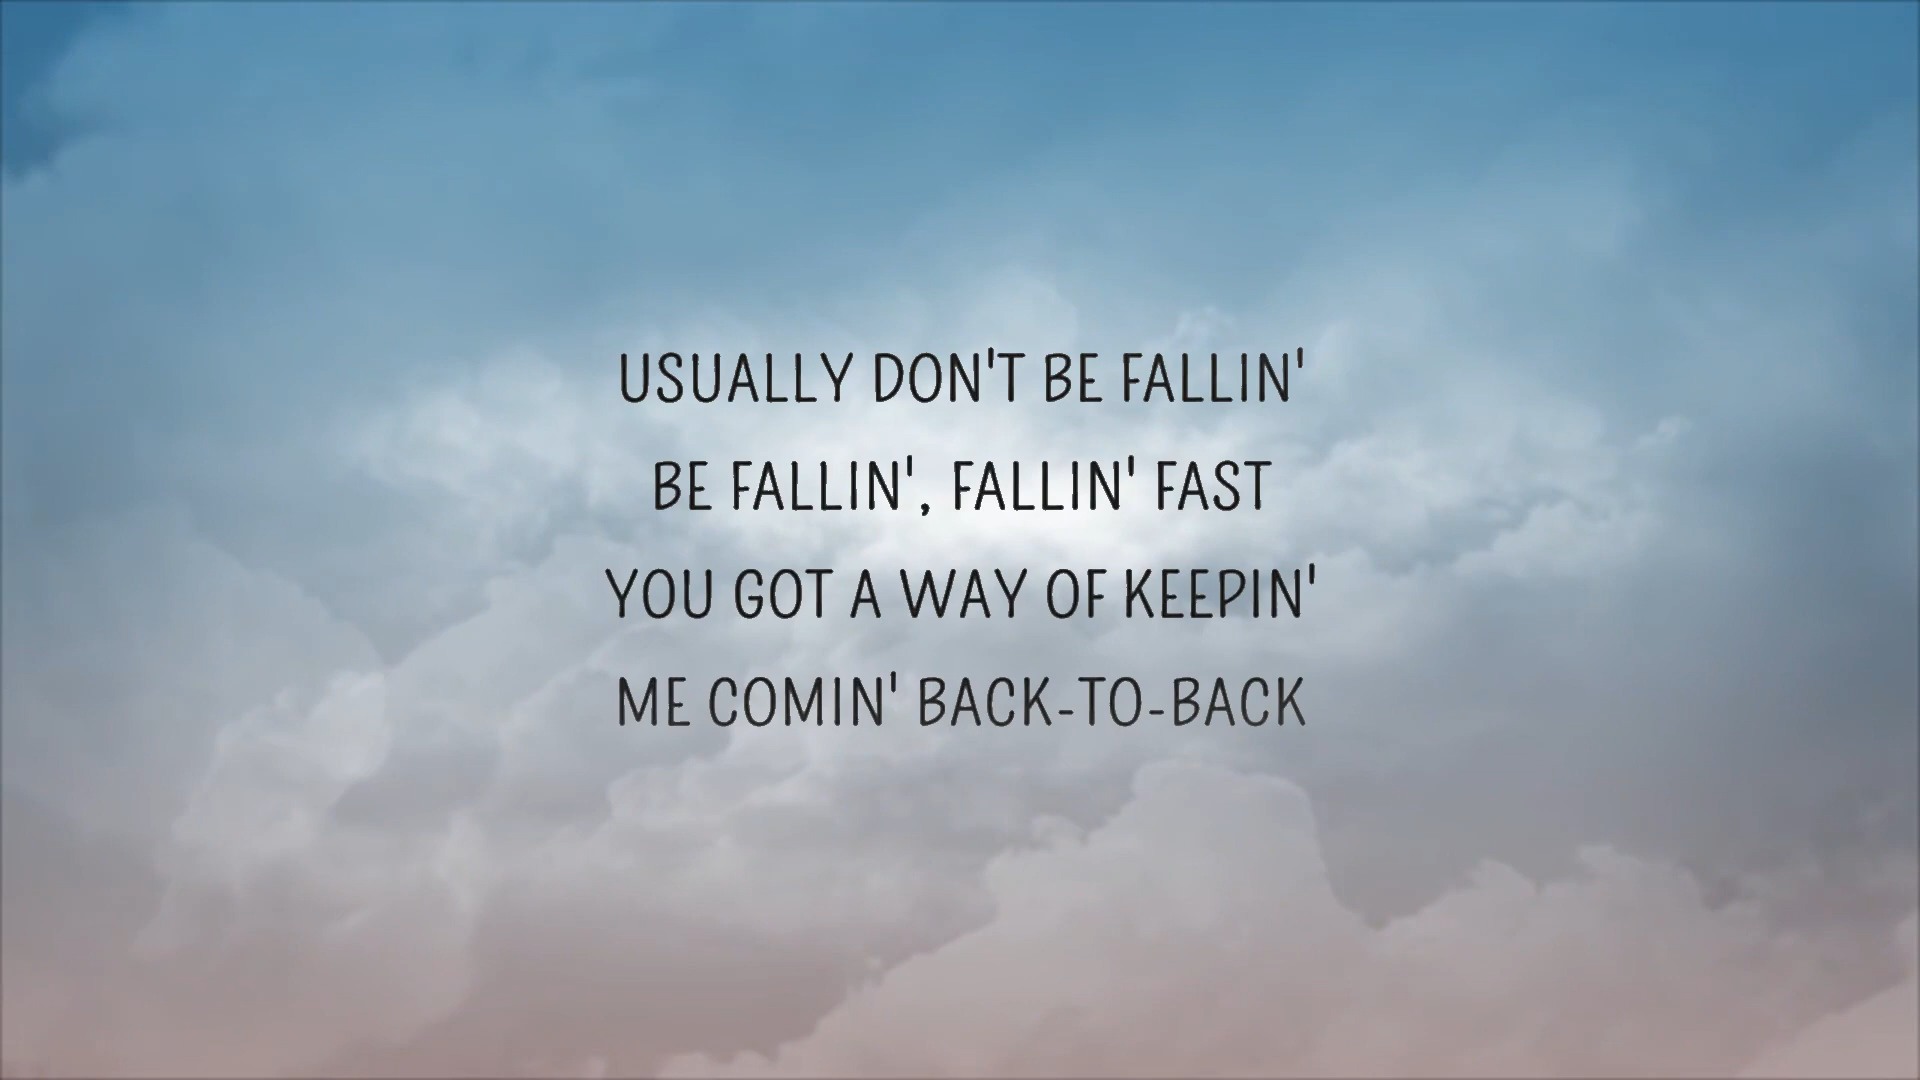 USUALLY DON'T BE FALLIN'
BE FALLIN', FALLIN' FAST
YOU GOT A WAY OF KEEPIN'
ME COMIN' BACK-TO-BACK